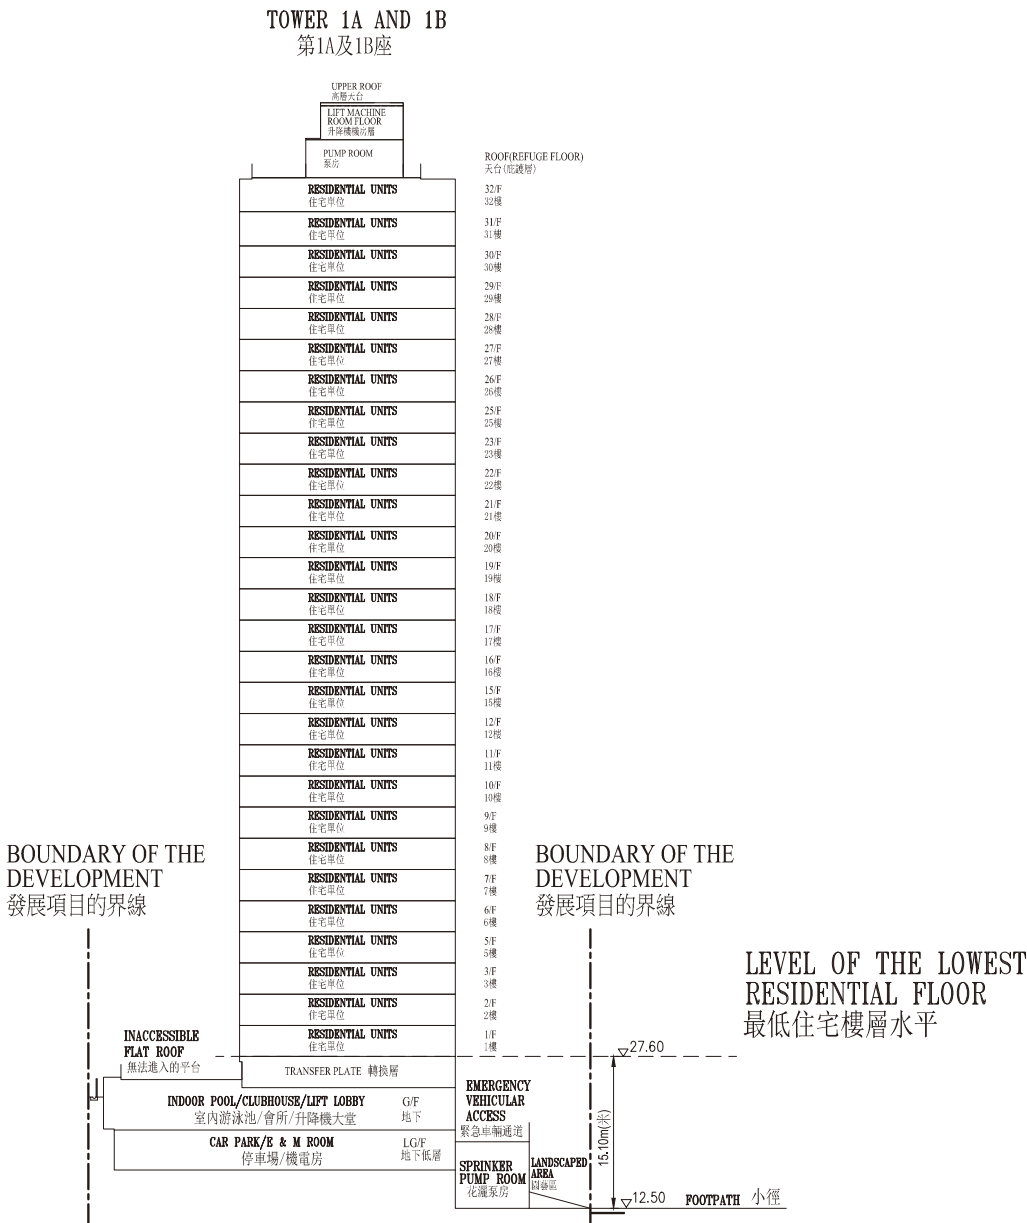 TOWER 1A AND 1B
第1A及1B座
UPPER ROOF
高層天台
LIFT MACHINE
ROOM FLOOR
升降機機房層
PUMP ROOM
泵房
ROOF(REFUGE FLOOR)
天台(庇護層)
RESIDENTIAL UNITS 32/F
住宅單位 32樓
RESIDENTIAL UNITS 31/F
住宅單位 31樓
RESIDENTIAL UNITS 30/F
住宅單位 30樓
RESIDENTIAL UNITS 29/F
住宅單位 29樓
RESIDENTIAL UNITS 28/F
住宅單位 28樓
RESIDENTIAL UNITS 27/F
住宅單位 27樓
RESIDENTIAL UNITS 26/F
住宅單位 26樓
RESIDENTIAL UNITS 25/F
住宅單位 25樓
RESIDENTIAL UNITS 23/F
住宅單位 23樓
RESIDENTIAL UNITS 22/F
住宅單位 22樓
RESIDENTIAL UNITS 21/F
住宅單位 21樓
RESIDENTIAL UNITS 20/F
住宅單位 20樓
RESIDENTIAL UNITS 19/F
住宅單位 19樓
RESIDENTIAL UNITS 18/F
住宅單位 18樓
RESIDENTIAL UNITS 17/F
住宅單位 17樓
RESIDENTIAL UNITS 16/F
住宅單位 16樓
RESIDENTIAL UNITS 15/F
住宅單位 15樓
RESIDENTIAL UNITS 12/F
住宅單位 12樓
RESIDENTIAL UNITS 11/F
住宅單位 11樓
RESIDENTIAL UNITS 10/F
住宅單位 10樓
RESIDENTIAL UNITS 9/F
住宅單位 9樓
RESIDENTIAL UNITS 8/F
住宅單位 8樓
RESIDENTIAL UNITS 7/F
住宅單位 7樓
RESIDENTIAL UNITS 6/F
住宅單位 6樓
RESIDENTIAL UNITS 5/F
住宅單位 5樓
RESIDENTIAL UNITS 3/F
住宅單位 3樓
RESIDENTIAL UNITS 2/F
住宅單位 2樓
RESIDENTIAL UNITS 1/F
住宅單位 1樓
BOUNDARY OF THE
DEVELOPMENT
發展項目的界線
BOUNDARY OF THE
DEVELOPMENT
發展項目的界線
LEVEL OF THE LOWEST
RESIDENTIAL FLOOR
最低住宅樓層水平
INACCESSIBLE
FLAT ROOF
無法進入的平台
27.60
TRANSFER PLATE 轉換層
INDOOR POOL/CLUBHOUSE/LIFT LOBBY G/F
室內游泳池/會所/升降機大堂 地下
EMERGENCY
VEHICULAR
ACCESS
緊急車輛通道
CAR PARK/E & M ROOM LG/F
停車場/機電房 地下低層
SPRINKER
PUMP ROOM
花灑泵房
LANDSCAPED
AREA
園藝區
15.10m(米)
12.50 FOOTPATH 小徑